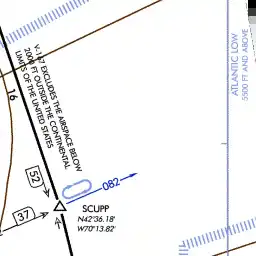 V-167 EXCLUDES THE AIRSPACE BELOW
2000 FT OUTSIDE THE CONTINENTAL
LIMITS OF THE UNITED STATES
16
ATLANTIC LOW
5500 FT AND ABOVE
52
082
37
SCUPP
N42°36.18'
W70°13.82'